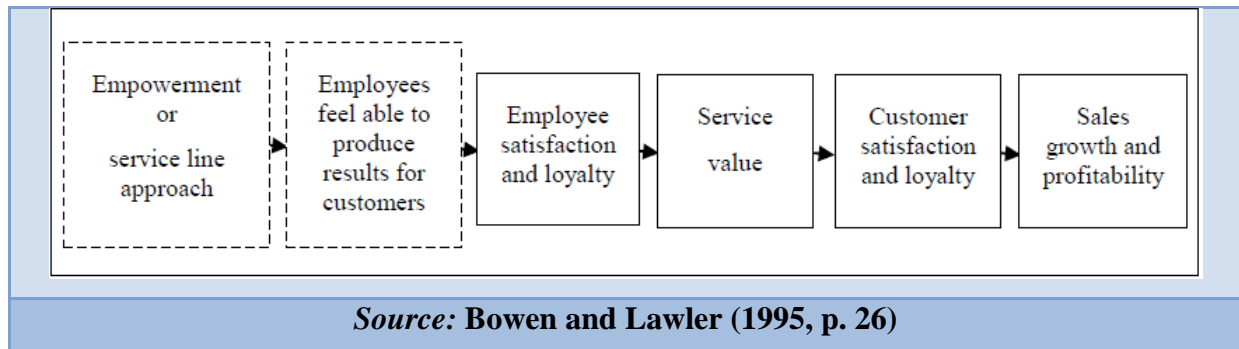 Empowerment
or
service line
approach
Employees
feel able to
produce
results for
customers
Employee
satisfaction
and loyalty
Service
value
Customer
satisfaction
and loyalty
Sales
growth and
profitability
Source: Bowen and Lawler (1995, p. 26)